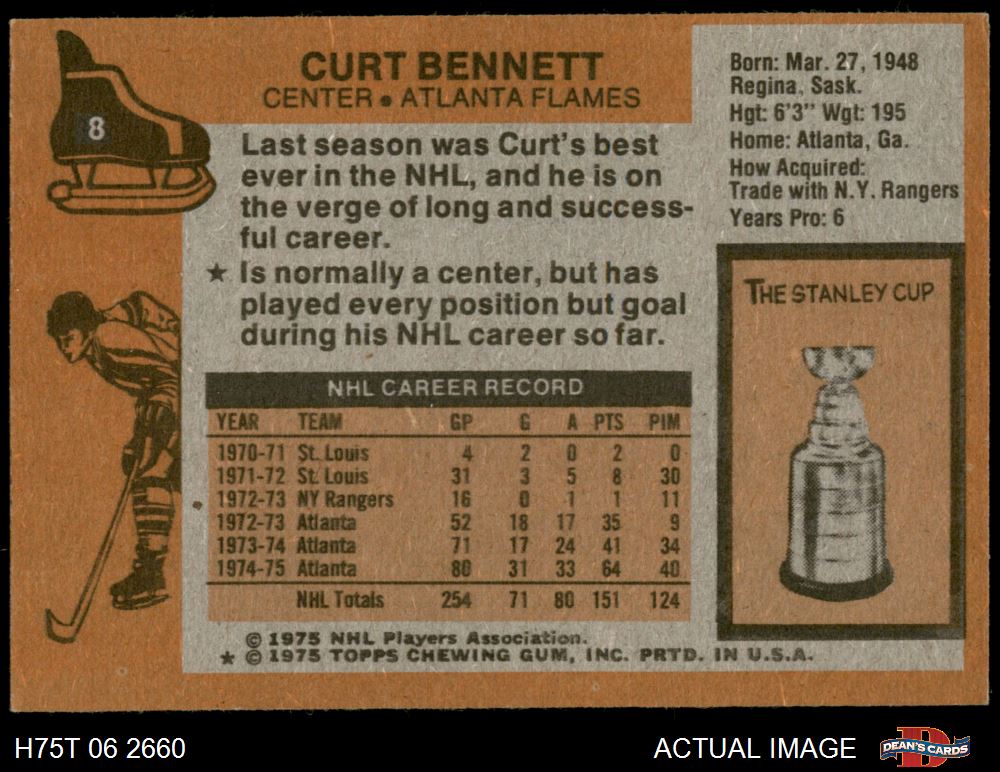 8
CURT BENNETT
CENTER • ATLANTA FLAMES
Last season was Curt's best
ever in the NHL, and he is on
the verge of long and success-
ful career.
★ Is normally a center, but has
played every position but goal
during his NHL career so far.
Born: Mar. 27, 1948
Regina, Sask.
Hgt: 6'3" Wgt: 195
Home: Atlanta, Ga.
How Acquired:
Trade with N.Y. Rangers
Years Pro: 6
THE STANLEY CUP
NHL CAREER RECORD
YEAR TEAM GP G A PTS PIM
1970-71 St. Louis 4 2 0 2 0
1971-72 St. Louis 31 3 5 8 30
1972-73 NY Rangers 16 0 1 1 11
1972-73 Atlanta 52 18 17 35 9
1973-74 Atlanta 71 17 24 41 34
1974-75 Atlanta 80 31 33 64 40
NHL Totals 254 71 80 151 124
© 1975 NHL Players Association.
★ © 1975 TOPPS CHEWING GUM, INC. PRTD. IN U.S.A.
H75T 06 2660
ACTUAL IMAGE
D
DEAN'S CARDS